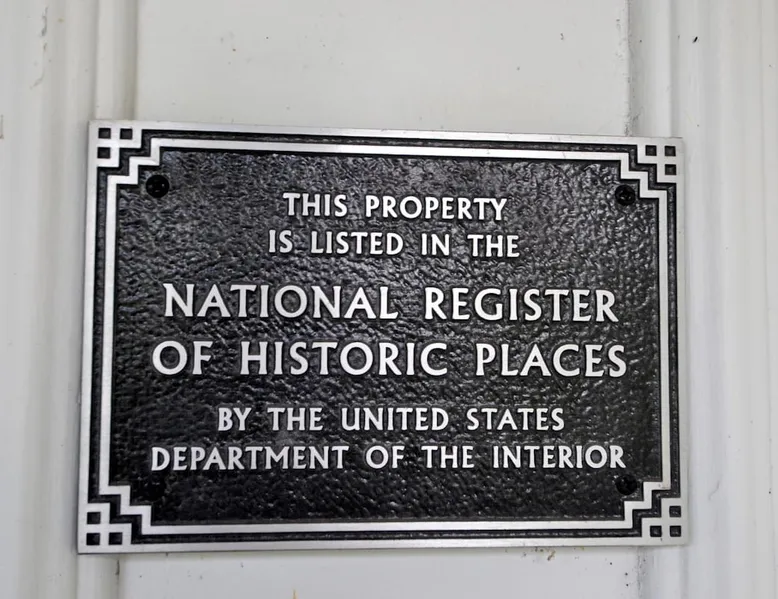 THIS PROPERTY
IS LISTED IN THE
NATIONAL REGISTER
OF HISTORIC PLACES
BY THE UNITED STATES
DEPARTMENT OF THE INTERIOR